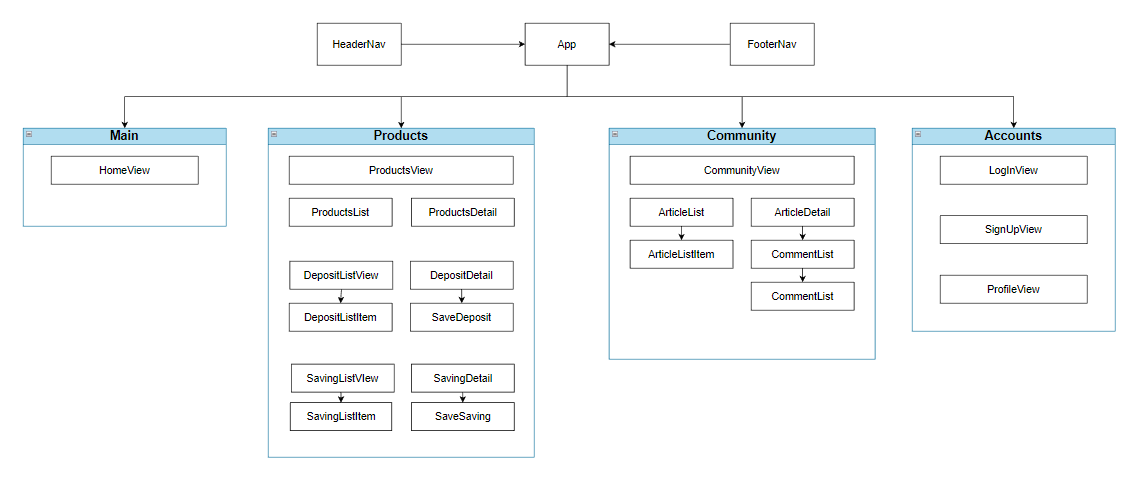 HeaderNav
App
FooterNav
Main
HomeView
Products
ProductsView
ProductsList
ProductsDetail
DepositListView
DepositDetail
DepositListItem
SaveDeposit
SavingListVIew
SavingDetail
SavingListItem
SaveSaving
Community
CommunityView
ArticleList
ArticleDetail
ArticleListItem
CommentList
CommentList
Accounts
LogInView
SignUpView
ProfileView